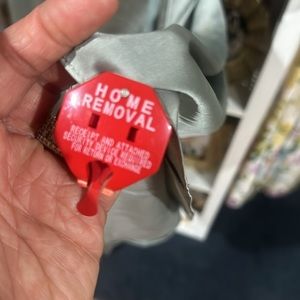 HOME
REMOVAL
RECEIPT AND ATTACHED
SECURITY DEVICE REQUIRED
FOR RETURN OR EXCHANGE